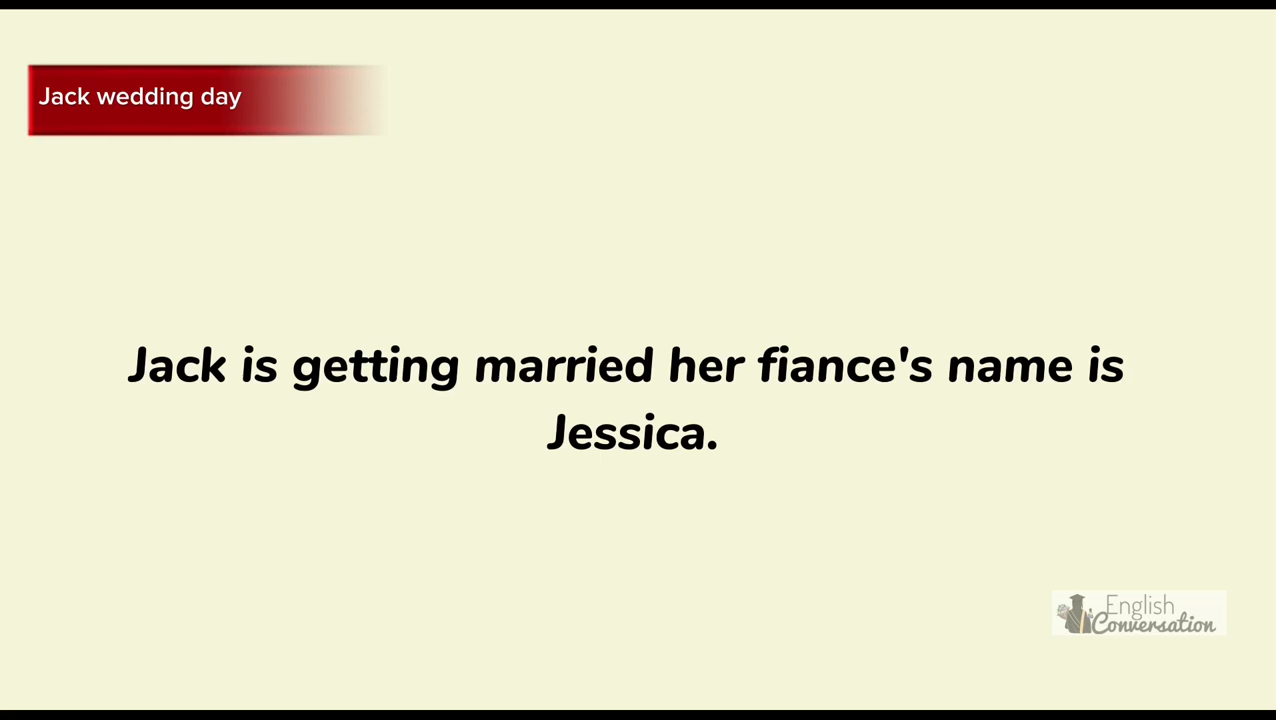 Jack wedding day
Jack is getting married her fiance's name is
Jessica.
English
Conversation